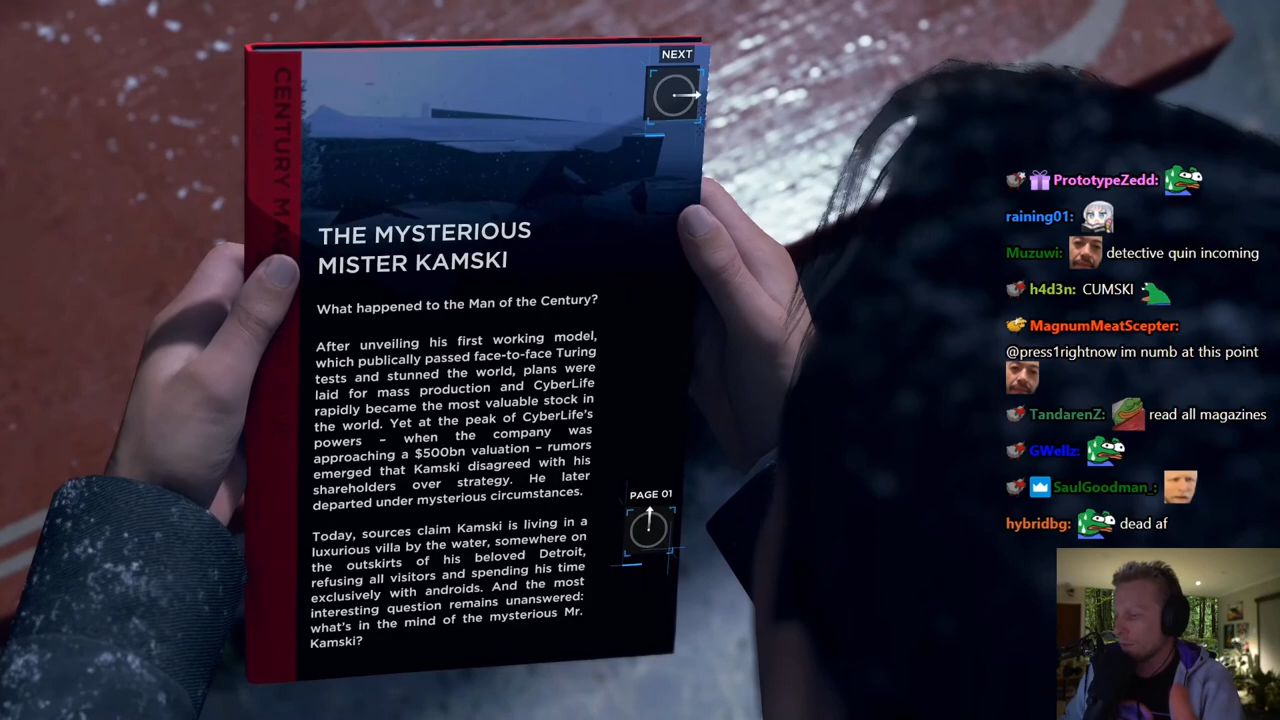 CENTURY MAG
NEXT
THE MYSTERIOUS
MISTER KAMSKI
What happened to the Man of the Century?
After unveiling his first working model,
which publically passed face-to-face Turing
tests and stunned the world, plans were
laid for mass production and CyberLife
rapidly became the most valuable stock in
the world. Yet at the peak of CyberLife's
powers – when the company was
approaching a $500bn valuation – rumors
emerged that Kamski disagreed with his
shareholders over strategy. He later
departed under mysterious circumstances.
Today, sources claim Kamski is living in a
luxurious villa by the water, somewhere on
the outskirts of his beloved Detroit,
refusing all visitors and spending his time
exclusively with androids. And the most
interesting question remains unanswered:
what's in the mind of the mysterious Mr.
Kamski?
PAGE 01
PrototypeZedd:
raining01:
Muzuwi: detective quin incoming
h4d3n: CUMSKI
MagnumMeatScepter:
@press1rightnow im numb at this point
TandarenZ: read all magazines
GWellz:
SaulGoodman_:
hybridbg: dead af